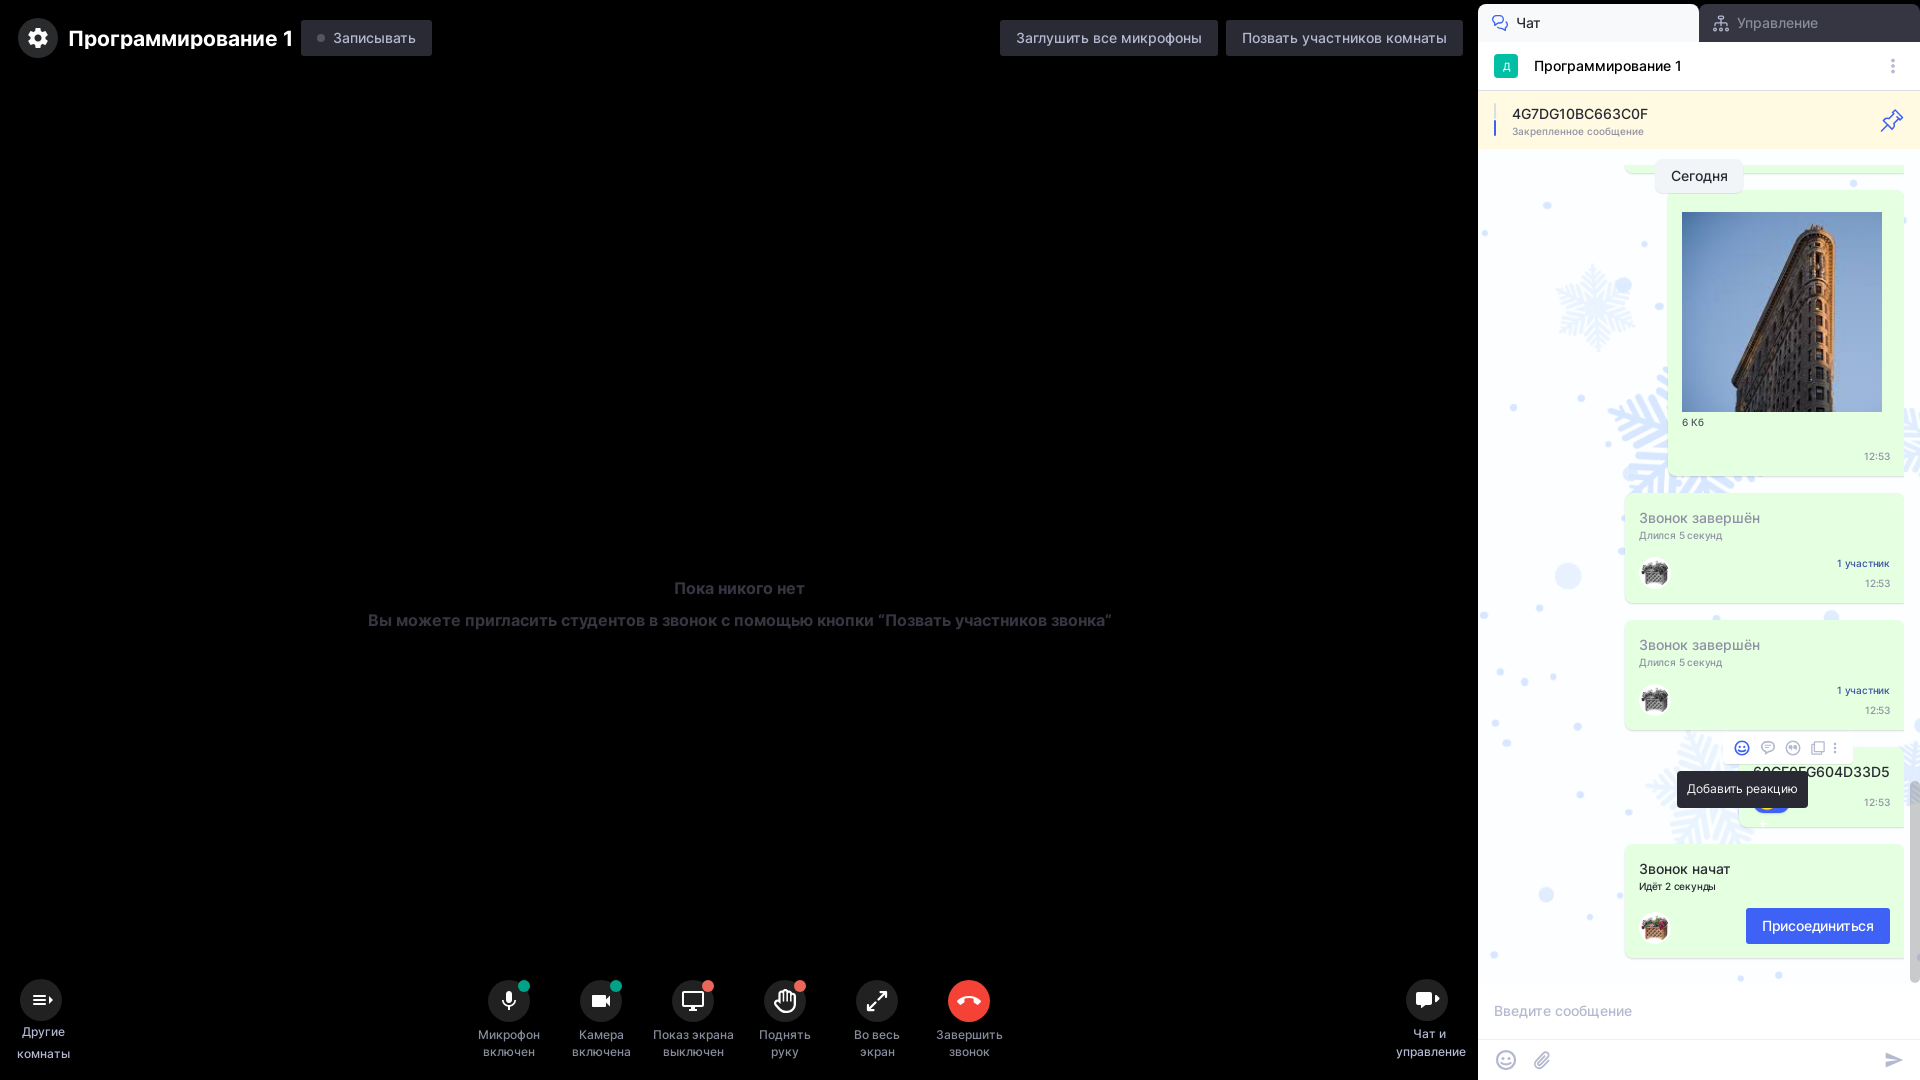 Программирование 1
Записывать
Заглушить все микрофоны
Позвать участников комнаты
Чат
Управление
Д
Программирование 1
4G7DG10BC663C0F
Закрепленное сообщение
Сегодня
6 Кб
12:53
Звонок завершён
Длился 5 секунд
1 участник
12:53
Звонок завершён
Длился 5 секунд
1 участник
12:53
Добавить реакцию
12:53
Звонок начат
Идёт 2 секунды
Присоединиться
Пока никого нет
Вы можете пригласить студентов в звонок с помощью кнопки “Позвать участников звонка”
Другие
комнаты
Микрофон
включен
Камера
включена
Показ экрана
выключен
Поднять
руку
Во весь
экран
Завершить
звонок
Чат и
управление
Введите сообщение